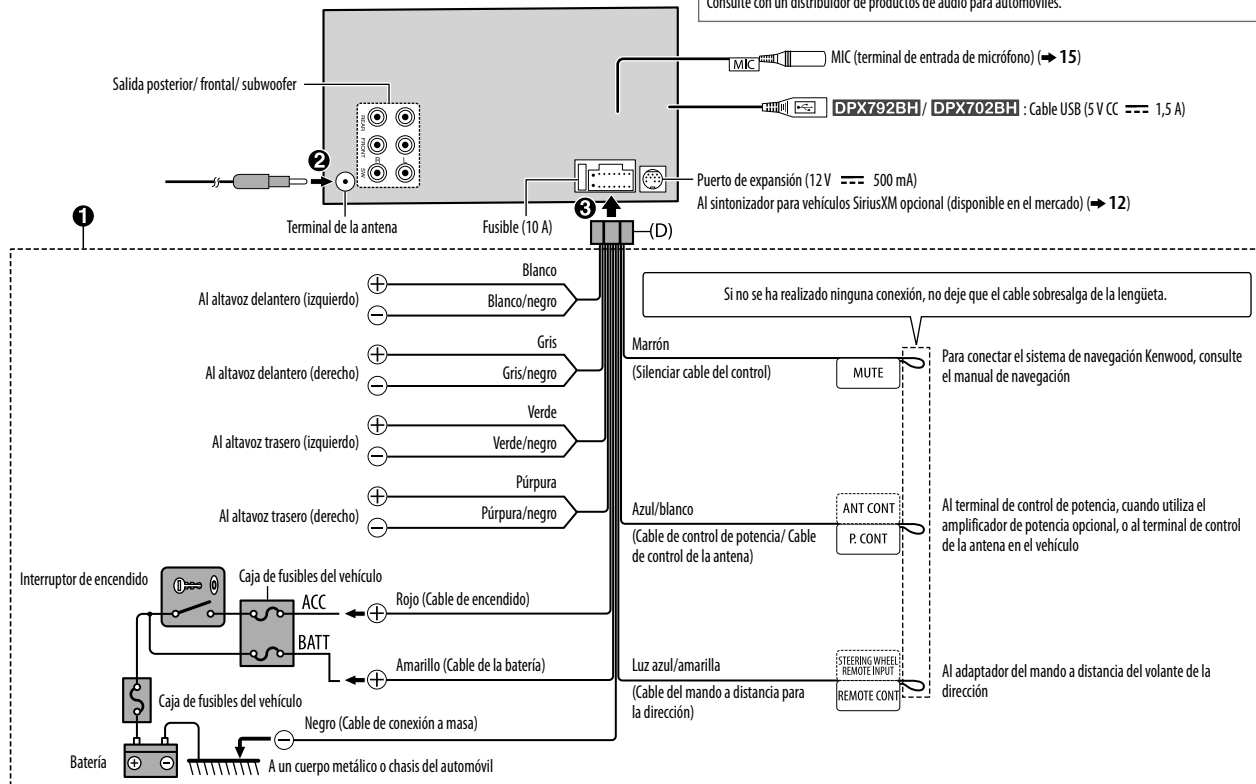 Consulte con un distribuidor de productos de audio para automóviles.
MIC
MIC (terminal de entrada de micrófono) (➜ 15)
Salida posterior/ frontal/ subwoofer
DPX792BH / DPX702BH : Cable USB (5 V CC 1,5 A)
REAR
FRONT
SW
R
L
❷
Puerto de expansión (12 V 500 mA)
Al sintonizador para vehículos SiriusXM opcional (disponible en el mercado) (➜ 12)
❶
Terminal de la antena
Fusible (10 A)
❸
(D)
Al altavoz delantero (izquierdo)
Blanco
Blanco/negro
Al altavoz delantero (derecho)
Gris
Gris/negro
Al altavoz trasero (izquierdo)
Verde
Verde/negro
Al altavoz trasero (derecho)
Púrpura
Púrpura/negro
Si no se ha realizado ninguna conexión, no deje que el cable sobresalga de la lengüeta.
Marrón
(Silenciar cable del control)
MUTE
Para conectar el sistema de navegación Kenwood, consulte
el manual de navegación
Azul/blanco
(Cable de control de potencia/ Cable
de control de la antena)
ANT CONT
P. CONT
Al terminal de control de potencia, cuando utiliza el
amplificador de potencia opcional, o al terminal de control
de la antena en el vehículo
Interruptor de encendido
Caja de fusibles del vehículo
ACC
Rojo (Cable de encendido)
BATT
Amarillo (Cable de la batería)
Luz azul/amarilla
(Cable del mando a distancia para
la dirección)
STEERING WHEEL
REMOTE INPUT
REMOTE CONT
Al adaptador del mando a distancia del volante de la
dirección
Caja de fusibles del vehículo
Negro (Cable de conexión a masa)
Batería
A un cuerpo metálico o chasis del automóvil